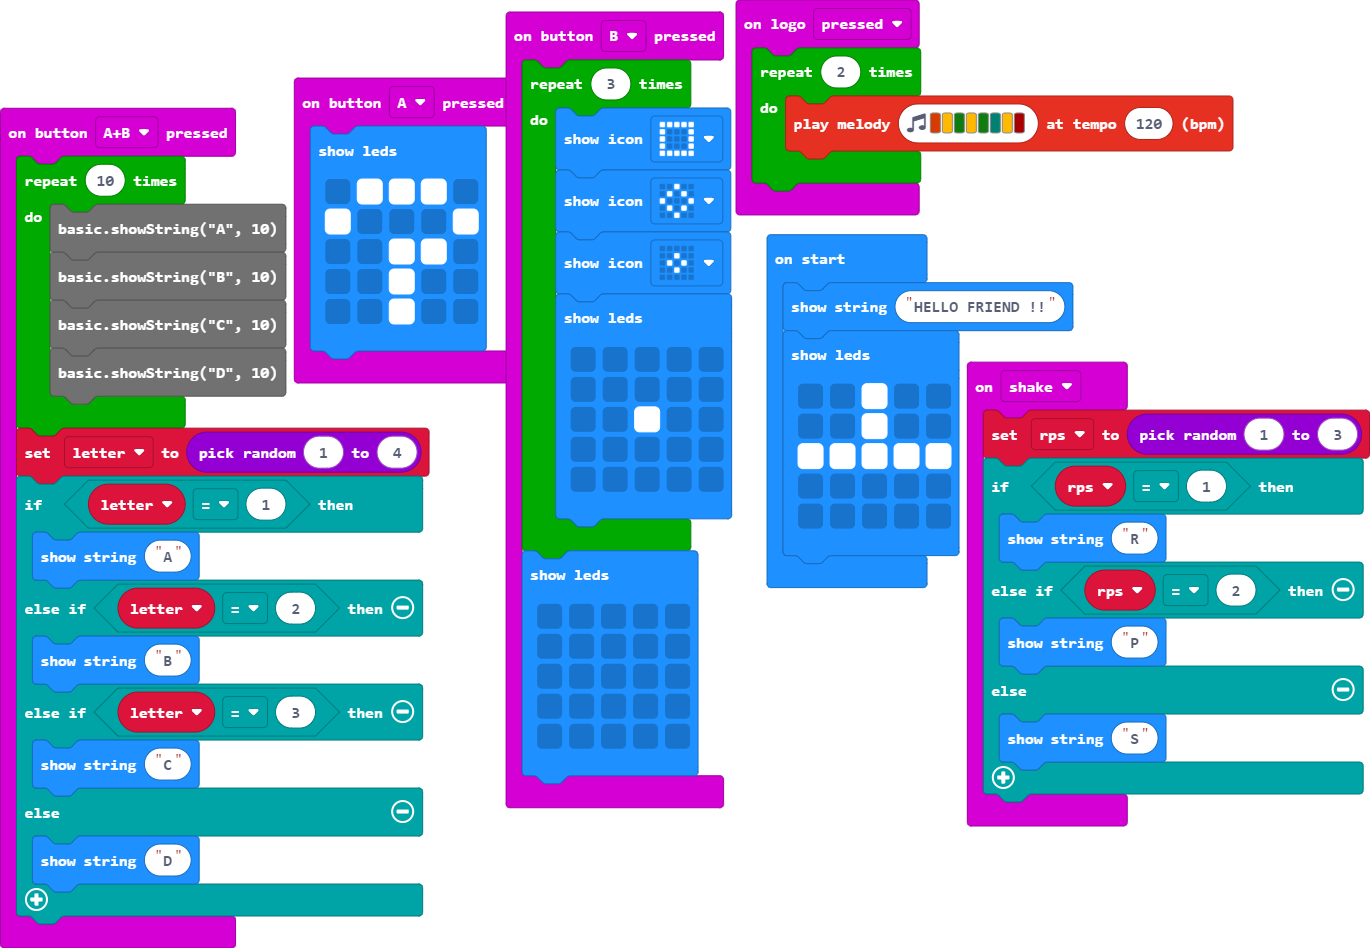 on button A+B pressed
repeat 10 times
do
basic.showString("A", 10)
basic.showString("B", 10)
basic.showString("C", 10)
basic.showString("D", 10)
set letter to pick random 1 to 4
if letter = 1 then
show string "A"
else if letter = 2 then
show string "B"
else if letter = 3 then
show string "C"
else
show string "D"
on button A pressed
show leds
on button B pressed
repeat 3 times
do
show icon
show icon
show icon
show leds
show leds
on logo pressed
repeat 2 times
do
play melody at tempo 120 (bpm)
on start
show string "HELLO FRIEND !!"
show leds
on shake
set rps to pick random 1 to 3
if rps = 1 then
show string "R"
else if rps = 2 then
show string "P"
else
show string "S"